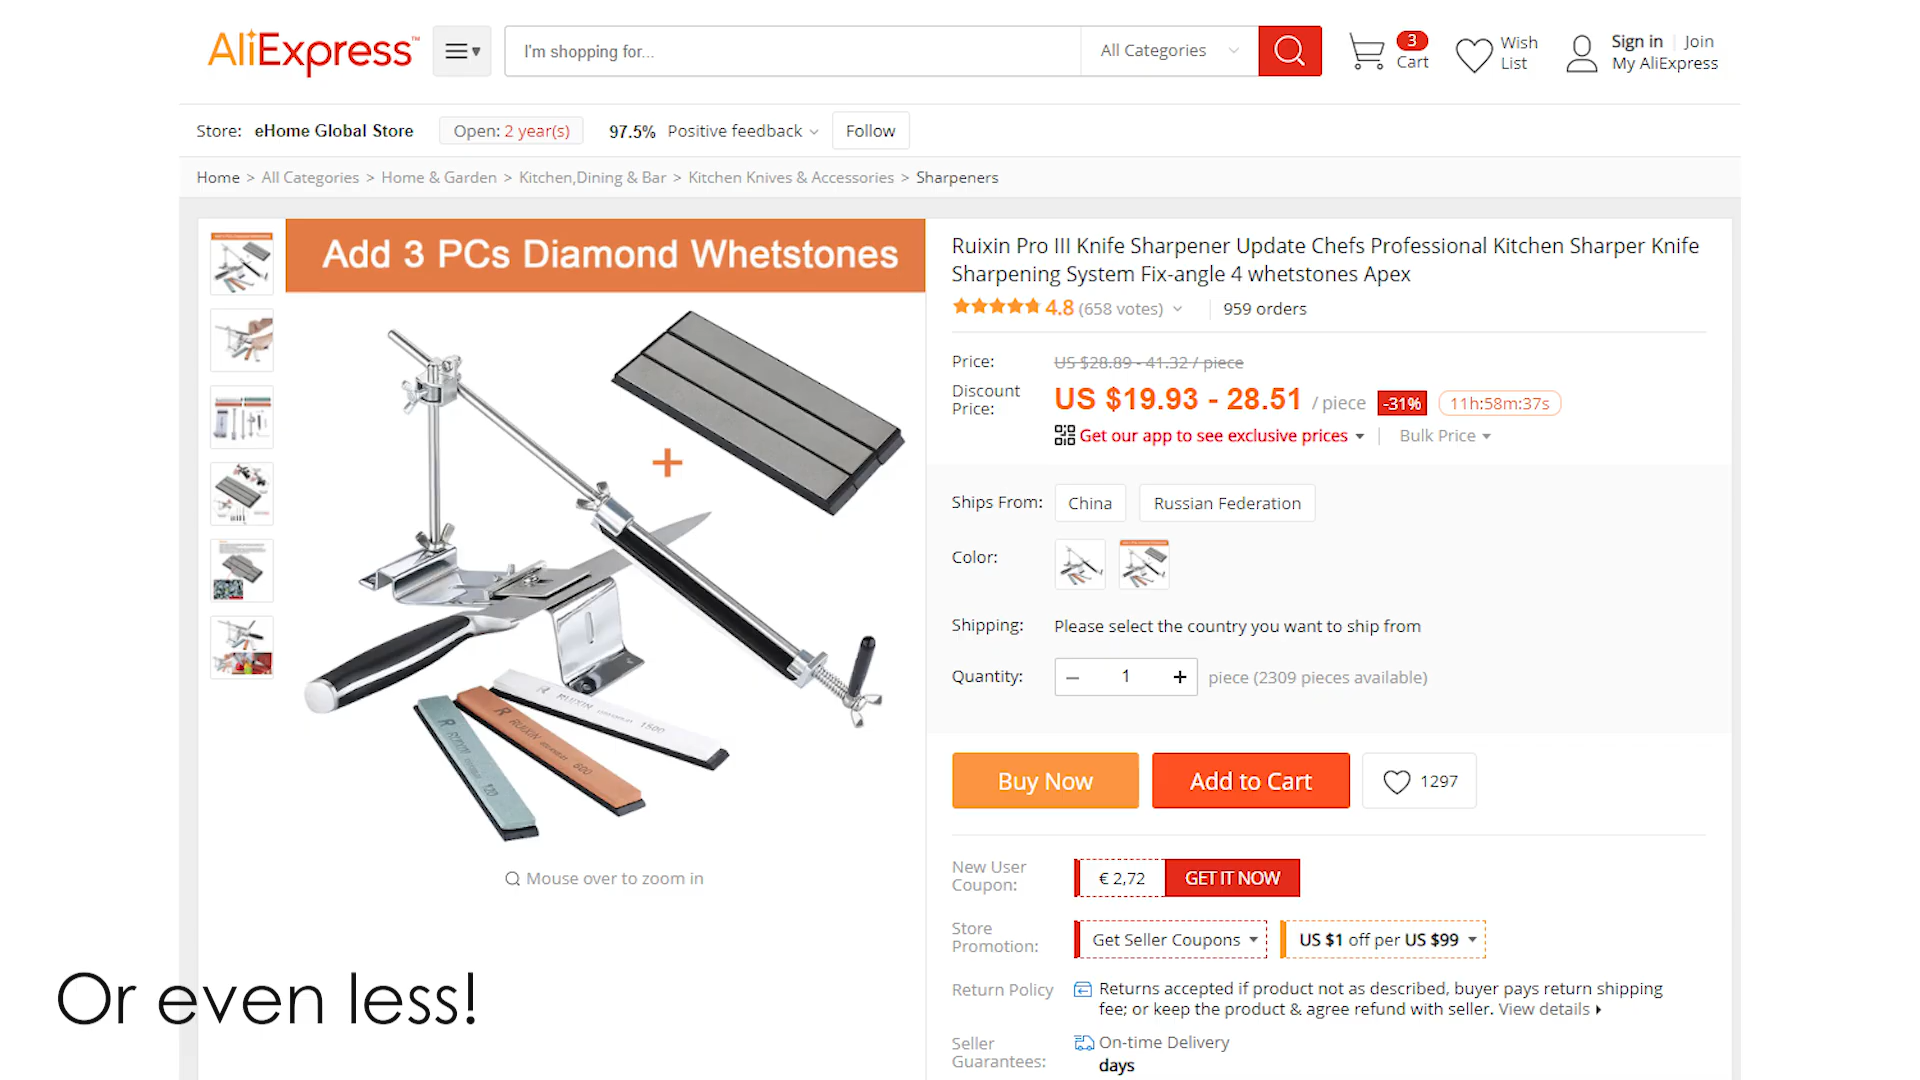 AliExpress™
I'm shopping for...
All Categories
3
Cart
Wish
List
Sign in | Join
My AliExpress
Store: eHome Global Store
Open: 2 year(s)
97.5% Positive feedback
Follow
Home > All Categories > Home & Garden > Kitchen,Dining & Bar > Kitchen Knives & Accessories > Sharpeners
Add 3 PCs Diamond Whetstones
+
R RUIXIN
1500
R RUIXIN
600
R RUIXIN
120
Mouse over to zoom in
Ruixin Pro III Knife Sharpener Update Chefs Professional Kitchen Sharper Knife
Sharpening System Fix-angle 4 whetstones Apex
4.8 (658 votes)
959 orders
Price: US $28.89 - 41.32 / piece
Discount
Price:
US $19.93 - 28.51 / piece
-31%
11h:58m:37s
Get our app to see exclusive prices
Bulk Price
Ships From: China
Russian Federation
Color:
Shipping: Please select the country you want to ship from
Quantity: − 1 + piece (2309 pieces available)
Buy Now
Add to Cart
1297
New User
Coupon:
€ 2,72
GET IT NOW
Store
Promotion:
Get Seller Coupons
US $1 off per US $99
Return Policy
Returns accepted if product not as described, buyer pays return shipping
fee; or keep the product & agree refund with seller. View details
Seller
Guarantees:
On-time Delivery
days
Or even less!